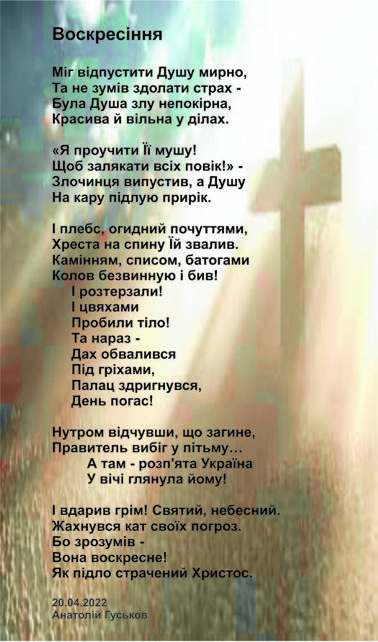 Воскресіння
Міг відпустити Душу мирно,
Та не зумів здолати страх -
Була Душа злу непокірна,
Красива й вільна у ділах.
«Я проучити Її мушу!
Щоб залякати всіх повік!» -
Злочинця випустив, а Душу
На кару підлую прирік.
І плебс, огидний почуттями,
Хреста на спину Їй звалив.
Камінням, списом, батогами
Колов безвинную і бив!
І розтерзали!
І цвяхами
Пробили тіло!
Та нараз -
Дах обвалився
Під гріхами,
Палац здригнувся,
День погас!
Нутром відчувши, що загине,
Правитель вибіг у пітьму...
А там - розп'ята Україна
У вічі глянула йому!
І вдарив грім! Святий, небесний.
Жахнувся кат своїх погроз.
Бо зрозумів -
Вона воскресне!
Як підло страчений Христос.
20.04.2022
Анатолій Гуськов